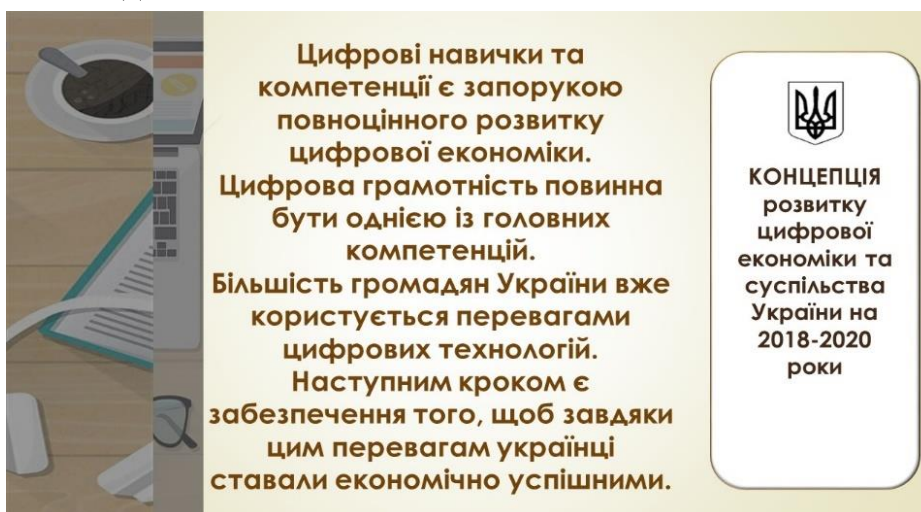 Цифрові навички та
компетенції є запорукою
повноцінного розвитку
цифрової економіки.
Цифрова грамотність повинна
бути однією із головних
компетенцій.
Більшість громадян України вже
користується перевагами
цифрових технологій.
Наступним кроком є
забезпечення того, щоб завдяки
цим перевагам українці
ставали економічно успішними.
КОНЦЕПЦІЯ
розвитку
цифрової
економіки та
суспільства
України на
2018-2020
роки